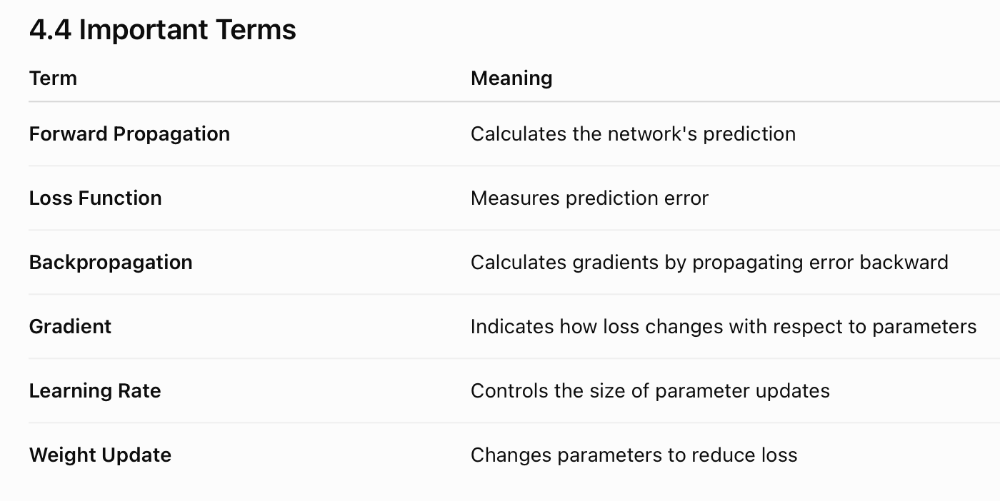 4.4 Important Terms
Term Meaning
Forward Propagation Calculates the network's prediction
Loss Function Measures prediction error
Backpropagation Calculates gradients by propagating error backward
Gradient Indicates how loss changes with respect to parameters
Learning Rate Controls the size of parameter updates
Weight Update Changes parameters to reduce loss